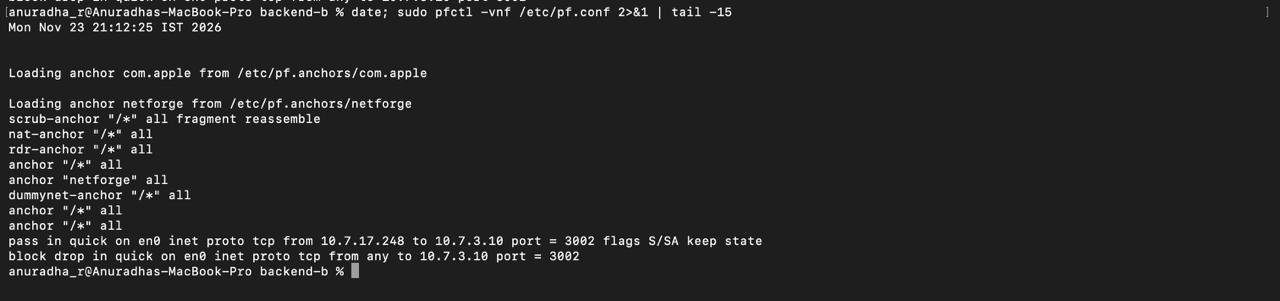 anuradha_r@Anuradhas-MacBook-Pro backend-b % date; sudo pfctl -vnf /etc/pf.conf 2>&1 | tail -15
Mon Nov 23 21:12:25 IST 2026
Loading anchor com.apple from /etc/pf.anchors/com.apple
Loading anchor netforge from /etc/pf.anchors/netforge
scrub-anchor "/*" all fragment reassemble
nat-anchor "/*" all
rdr-anchor "/*" all
anchor "/*" all
anchor "netforge" all
dummynet-anchor "/*" all
anchor "/*" all
anchor "/*" all
pass in quick on en0 inet proto tcp from 10.7.17.248 to 10.7.3.10 port = 3002 flags S/SA keep state
block drop in quick on en0 inet proto tcp from any to 10.7.3.10 port = 3002
anuradha_r@Anuradhas-MacBook-Pro backend-b %